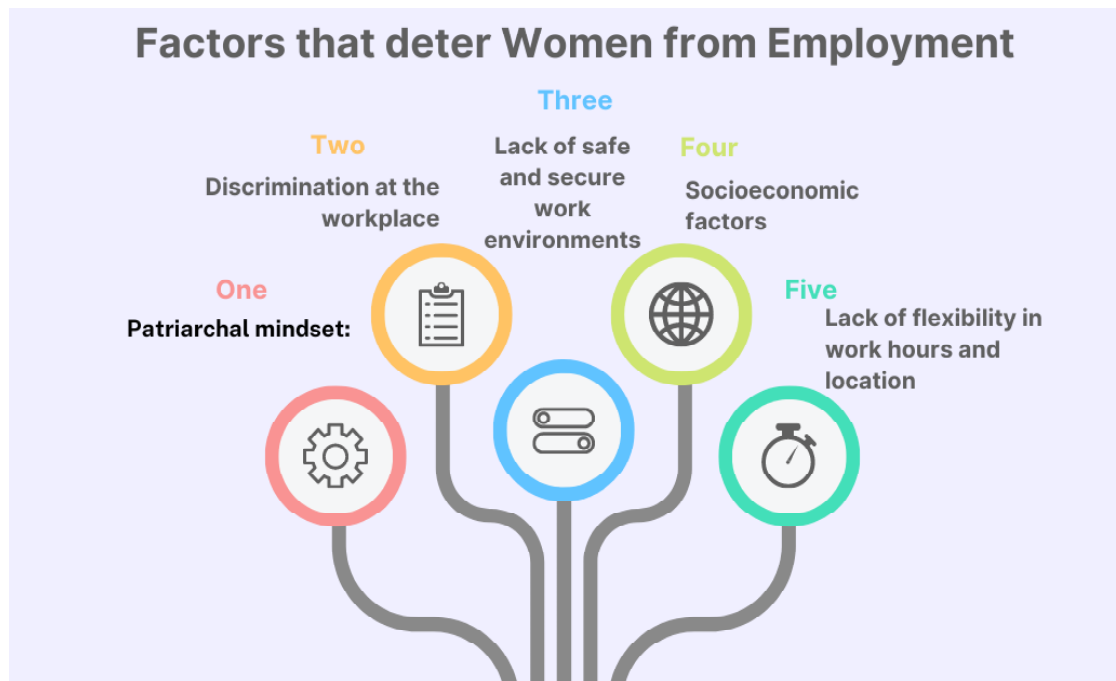 Factors that deter Women from Employment
One
Patriarchal mindset:
Two
Discrimination at the
workplace
Three
Lack of safe
and secure
work
environments
Four
Socioeconomic
factors
Five
Lack of flexibility in
work hours and
location